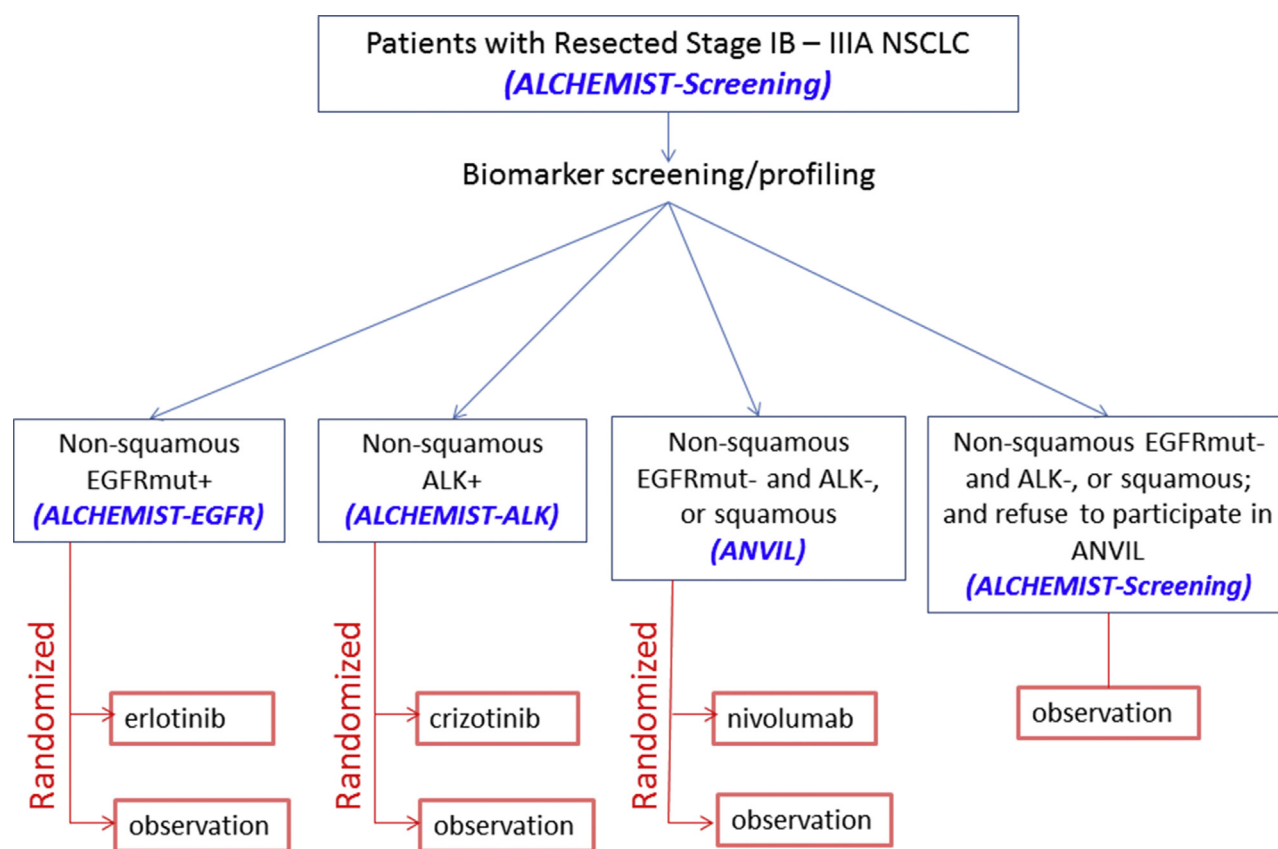 Patients with Resected Stage IB – IIIA NSCLC
(ALCHEMIST-Screening)
Biomarker screening/profiling
Non-squamous
EGFRmut+
(ALCHEMIST-EGFR)
Non-squamous
ALK+
(ALCHEMIST-ALK)
Non-squamous
EGFRmut- and ALK-,
or squamous
(ANVIL)
Non-squamous EGFRmut-
and ALK-, or squamous;
and refuse to participate in
ANVIL
(ALCHEMIST-Screening)
Randomized
erlotinib
observation
Randomized
crizotinib
observation
Randomized
nivolumab
observation
observation